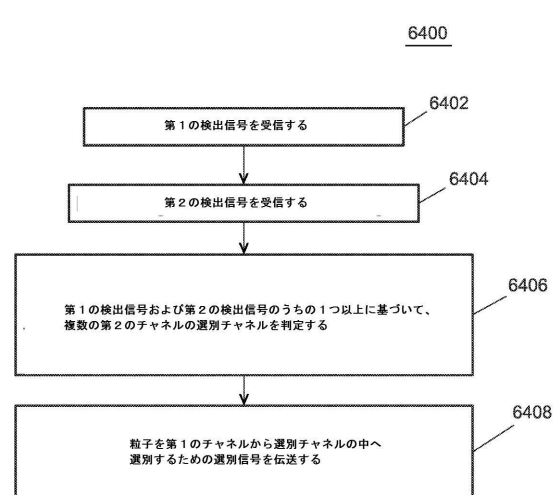 6400
6402
第1の検出信号を受信する
6404
第2の検出信号を受信する
6406
第1の検出信号および第2の検出信号のうちの1つ以上に基づいて、
複数の第2のチャネルの選別チャネルを判定する
6408
粒子を第1のチャネルから選別チャネルの中へ
選別するための選別信号を伝送する